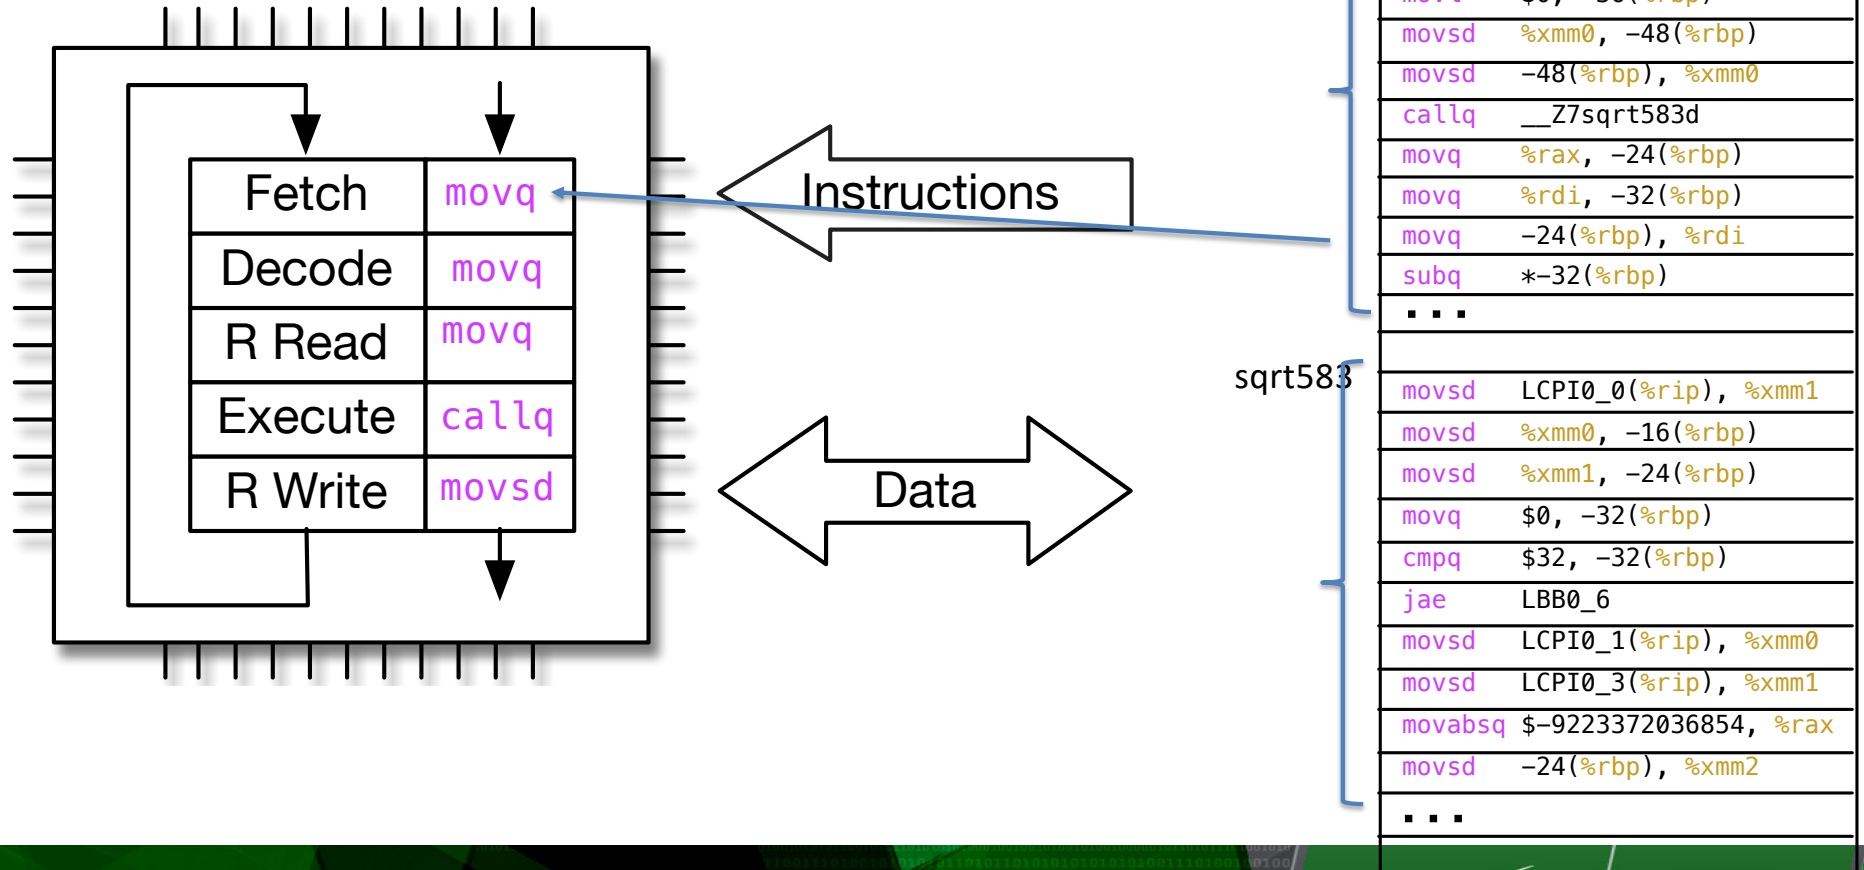 Fetch movq
Decode movq
R Read movq
Execute callq
R Write movsd
Instructions
Data
movsd %xmm0, -48(%rbp)
movsd -48(%rbp), %xmm0
callq __Z7sqrt583d
movq %rax, -24(%rbp)
movq %rdi, -32(%rbp)
movq -24(%rbp), %rdi
subq *-32(%rbp)
...
sqrt583
movsd LCPI0_0(%rip), %xmm1
movsd %xmm0, -16(%rbp)
movsd %xmm1, -24(%rbp)
movq $0, -32(%rbp)
cmpq $32, -32(%rbp)
jae LBB0_6
movsd LCPI0_1(%rip), %xmm0
movsd LCPI0_3(%rip), %xmm1
movabsq $-9223372036854, %rax
movsd -24(%rbp), %xmm2
...